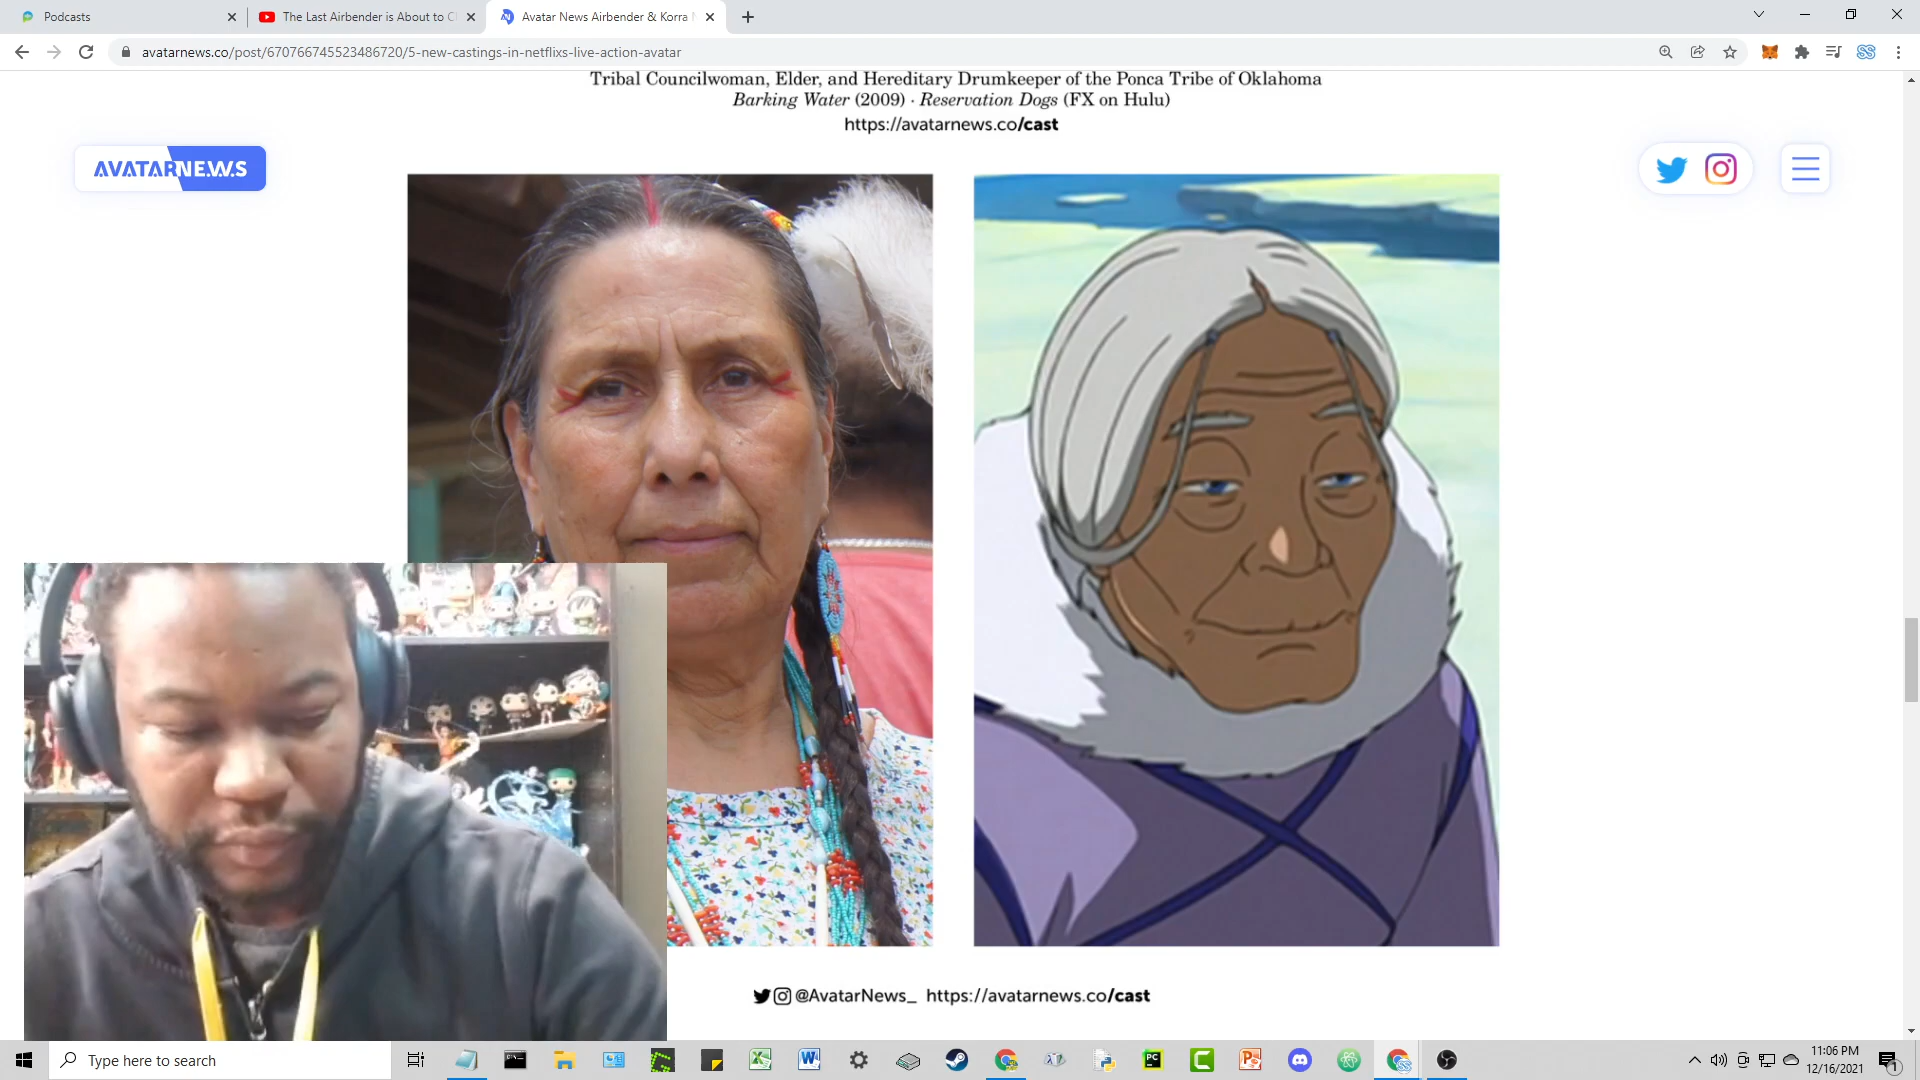 Podcasts
The Last Airbender is About to C
Avatar News Airbender & Korra N
avatarnews.co/post/670766745523486720/5-new-castings-in-netflixs-live-action-avatar
Tribal Councilwoman, Elder, and Hereditary Drumkeeper of the Ponca Tribe of Oklahoma
Barking Water (2009) · Reservation Dogs (FX on Hulu)
https://avatarnews.co/cast
AVATARNEWS
@AvatarNews_ https://avatarnews.co/cast
Type here to search
11:06 PM
12/16/2021